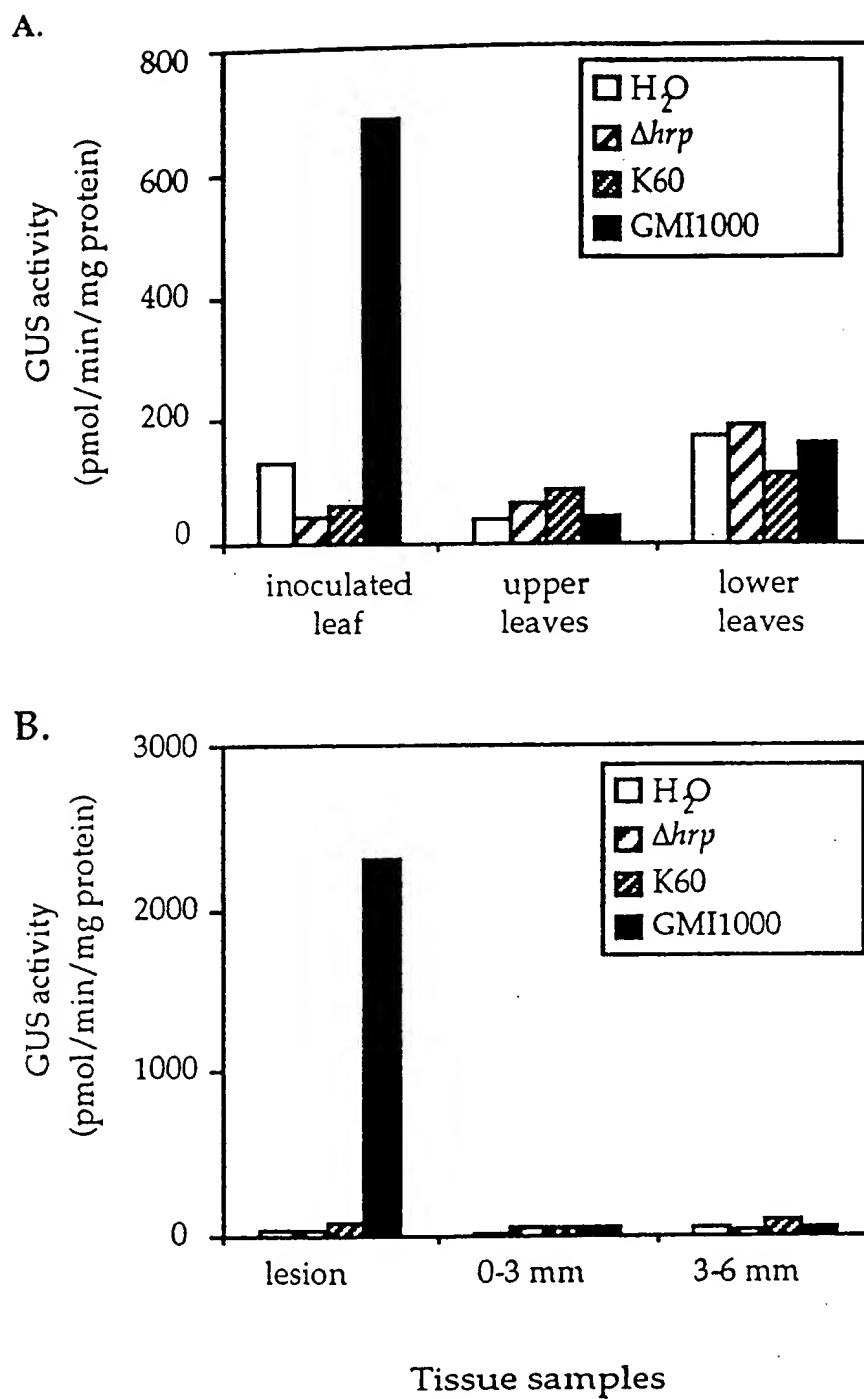 A.
GUS activity
(pmol/min/mg protein)
800
600
400
200
0
H2O
Δhrp
K60
GMI1000
inoculated leaf
upper leaves
lower leaves
B.
GUS activity
(pmol/min/mg protein)
3000
2000
1000
0
H2O
Δhrp
K60
GMI1000
lesion
0-3 mm
3-6 mm
Tissue samples